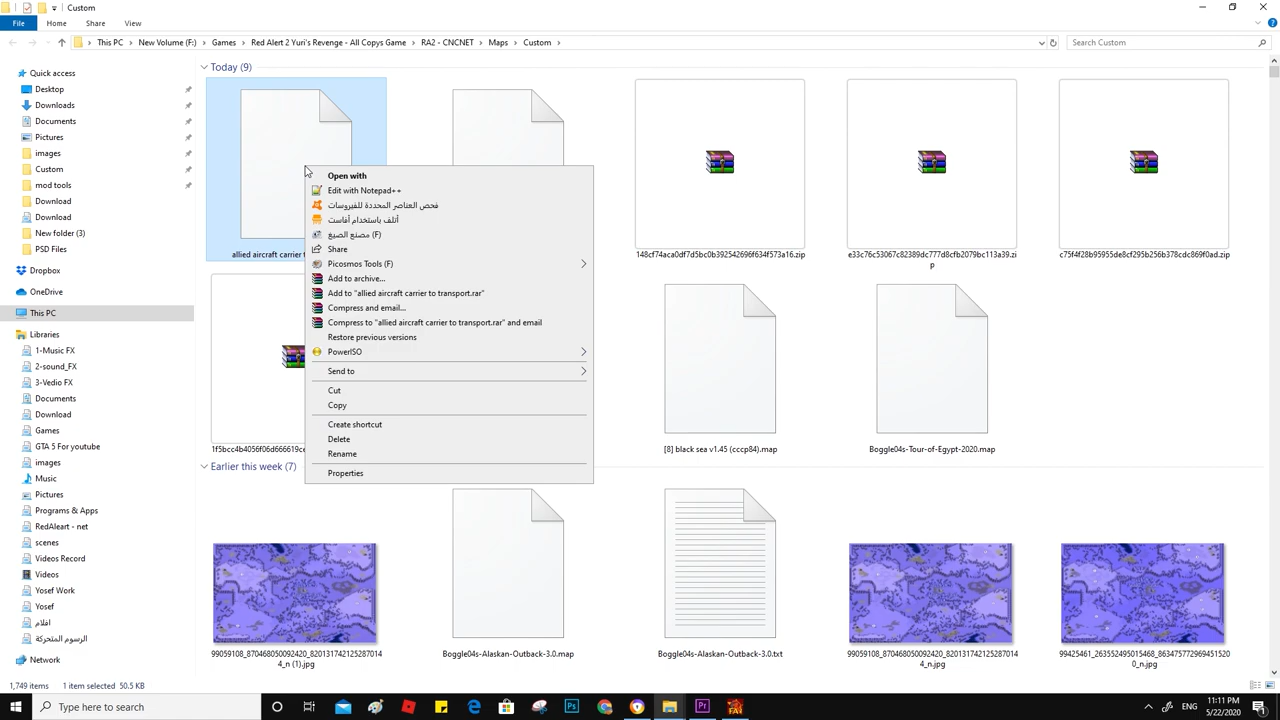 Custom
File
Home
Share
View
This PC
New Volume (F:)
Games
Red Alert 2 Yuri's Revenge - All Copys Game
RA2 - CNCNET
Maps
Custom
Search Custom
Quick access
Desktop
Downloads
Documents
Pictures
images
Custom
mod tools
Download
Download
New folder (3)
PSD Files
Dropbox
OneDrive
This PC
Libraries
1-Music FX
2-sound_FX
3-Vedio FX
Documents
Download
Games
GTA 5 For youtube
images
Music
Pictures
Programs & Apps
RedAleart - net
scenes
Videos Record
Videos
Yosef Work
Yosef
افلام
الرسوم المتحركة
Network
Today (9)
allied aircraft carrier t
148cf74aca0df7d5bc0b392542696f634f573a16.zip
e33c76c53067c82389dc777d8cfb2079bc113a39.zi
p
c75f4f28b95955de8cf295b256b378cdc869f0ad.zip
Open with
Edit with Notepad++
فحص العناصر المحددة للفيروسات
أتلف باستخدام أفاست
مصنع الصيغ (F)
Share
Picosmos Tools (F)
Add to archive...
Add to "allied aircraft carrier to transport.rar"
Compress and email...
Compress to "allied aircraft carrier to transport.rar" and email
Restore previous versions
PowerISO
Send to
Cut
Copy
Create shortcut
Delete
Rename
Properties
1f5bcc4b4056f06d666619ce
[8] black sea v1.45 (cccp84).map
Boggle04s-Tour-of-Egypt-2020.map
Earlier this week (7)
99059108_870468050092420_820131742125287014
4_n (1).jpg
Boggle04s-Alaskan-Outback-3.0.map
Boggle04s-Alaskan-Outback-3.0.txt
99059108_870468050092420_820131742125287014
4_n.jpg
99425461_263552495015468_863475772969451520
0_n.jpg
1,749 items
1 item selected 50.5 KB
Type here to search
ENG
11:11 PM
5/22/2020